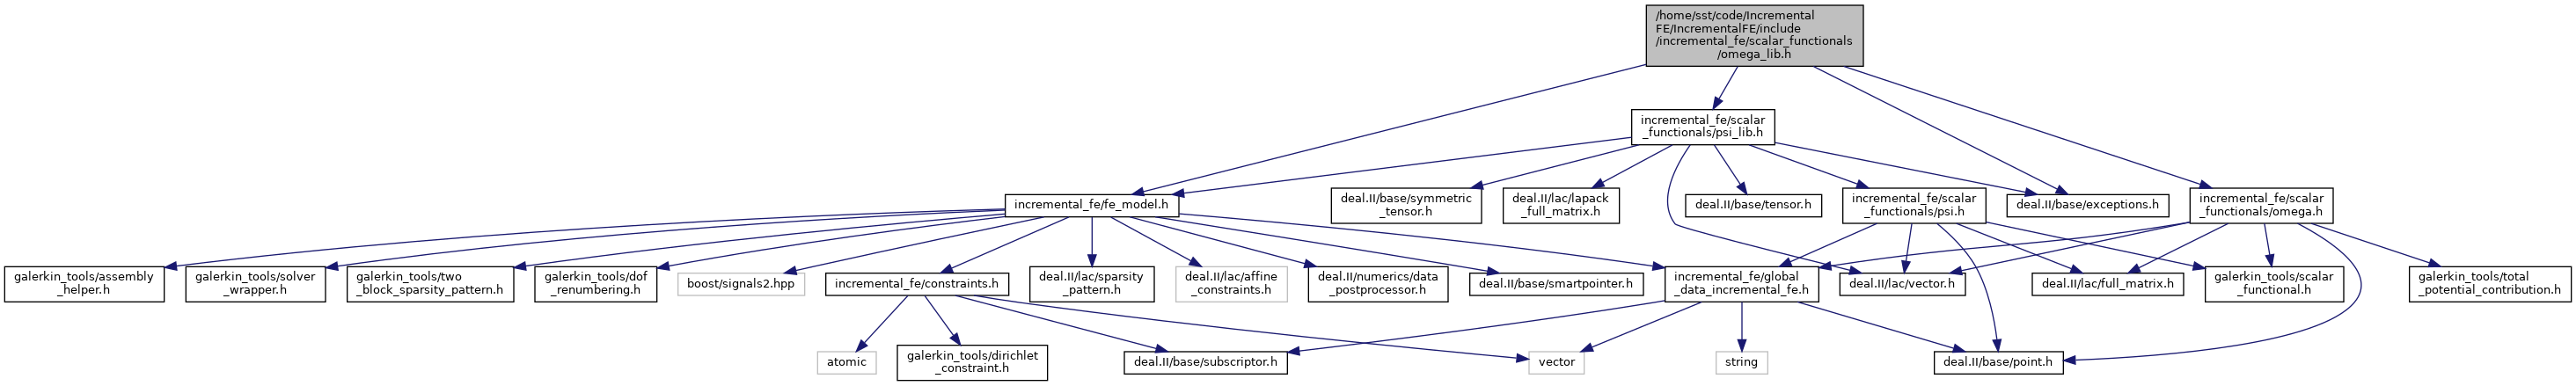 /home/sst/code/Incremental
FE/IncrementalFE/include
/incremental_fe/scalar_functionals
/omega_lib.h
incremental_fe/scalar
_functionals/psi_lib.h
incremental_fe/fe_model.h
deal.II/base/symmetric
_tensor.h
deal.II/lac/lapack
_full_matrix.h
deal.II/base/tensor.h
incremental_fe/scalar
_functionals/psi.h
deal.II/base/exceptions.h
incremental_fe/scalar
_functionals/omega.h
galerkin_tools/assembly
_helper.h
galerkin_tools/solver
_wrapper.h
galerkin_tools/two
_block_sparsity_pattern.h
galerkin_tools/dof
_renumbering.h
boost/signals2.hpp
incremental_fe/constraints.h
deal.II/lac/sparsity
_pattern.h
deal.II/lac/affine
_constraints.h
deal.II/numerics/data
_postprocessor.h
deal.II/base/smartpointer.h
incremental_fe/global
_data_incremental_fe.h
deal.II/lac/vector.h
deal.II/lac/full_matrix.h
galerkin_tools/scalar
_functional.h
galerkin_tools/total
_potential_contribution.h
atomic
galerkin_tools/dirichlet
_constraint.h
deal.II/base/subscriptor.h
vector
string
deal.II/base/point.h